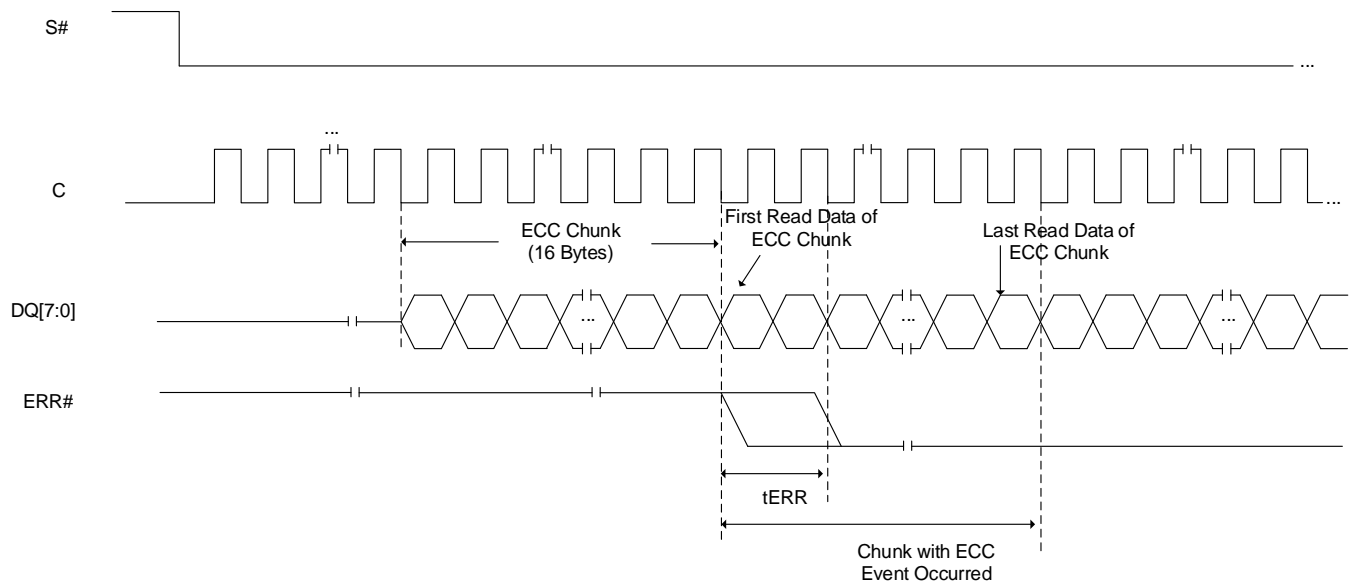 S#
...
...
C
...
ECC Chunk
(16 Bytes)
First Read Data of
ECC Chunk
Last Read Data of
ECC Chunk
DQ[7:0]
...
...
...
ERR#
tERR
Chunk with ECC
Event Occurred